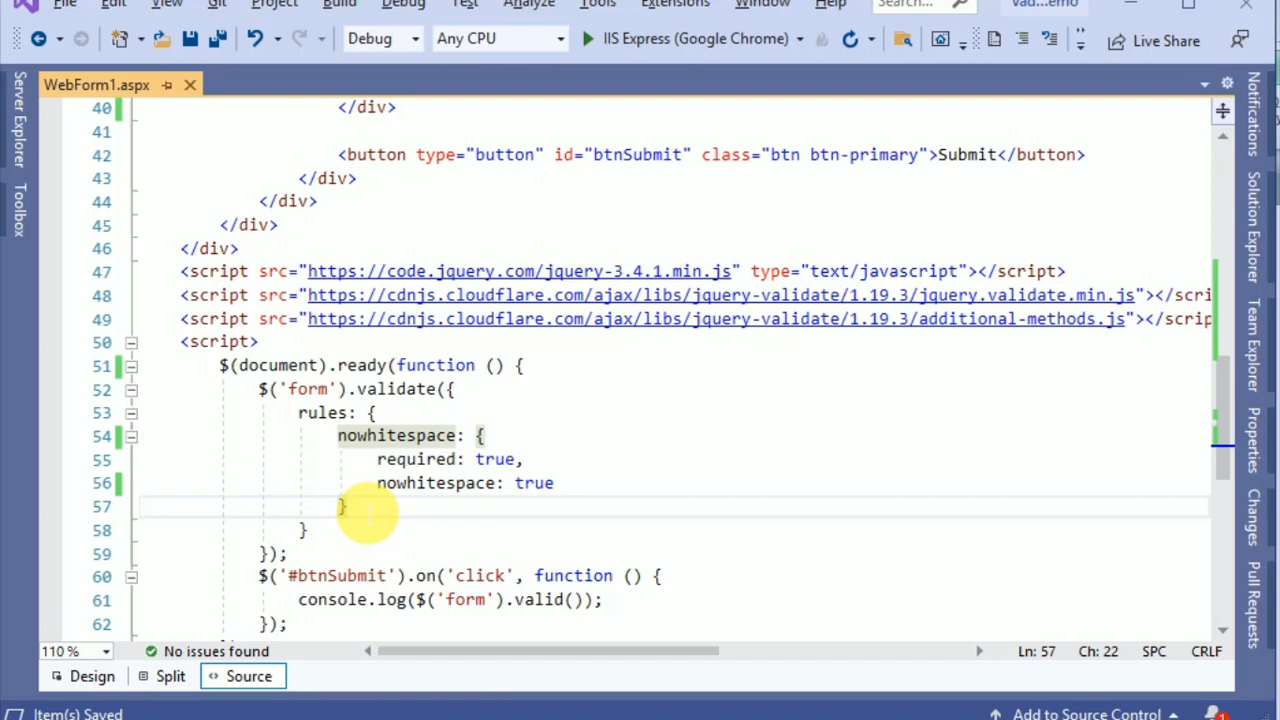 File Edit View Git Project Build Debug Test Analyze Tools Extensions Window Help Search... Vad...emo
Debug Any CPU IIS Express (Google Chrome) Live Share
WebForm1.aspx
40 </div>
41
42 <button type="button" id="btnSubmit" class="btn btn-primary">Submit</button>
43 </div>
44 </div>
45 </div>
46 </div>
47 <script src="https://code.jquery.com/jquery-3.4.1.min.js" type="text/javascript"></script>
48 <script src="https://cdnjs.cloudflare.com/ajax/libs/jquery-validate/1.19.3/jquery.validate.min.js"></scri
49 <script src="https://cdnjs.cloudflare.com/ajax/libs/jquery-validate/1.19.3/additional-methods.js"></scrip
50 <script>
51 $(document).ready(function () {
52 $('form').validate({
53 rules: {
54 nowhitespace: {
55 required: true,
56 nowhitespace: true
57 }
58 }
59 });
60 $('#btnSubmit').on('click', function () {
61 console.log($('form').valid());
62 });
110 % No issues found Ln: 57 Ch: 22 SPC CRLF
Design Split Source
Item(s) Saved Add to Source Control 1
Server Explorer
Toolbox
Notifications
Solution Explorer
Team Explorer
Properties
Git Changes
Pull Requests